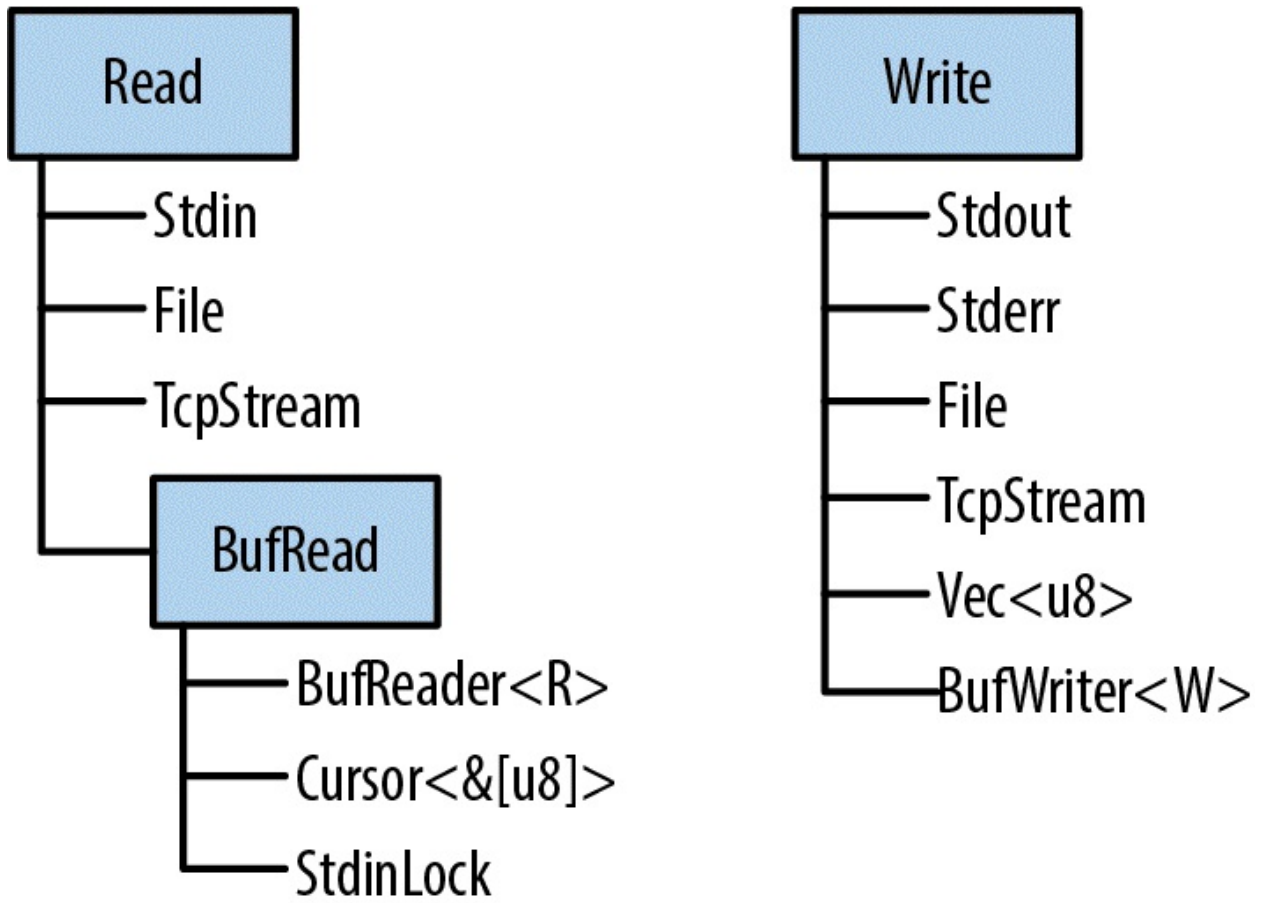 Read
Stdin
File
TcpStream
BufRead
BufReader<R>
Cursor<&[u8]>
StdinLock
Write
Stdout
Stderr
File
TcpStream
Vec<u8>
BufWriter<W>